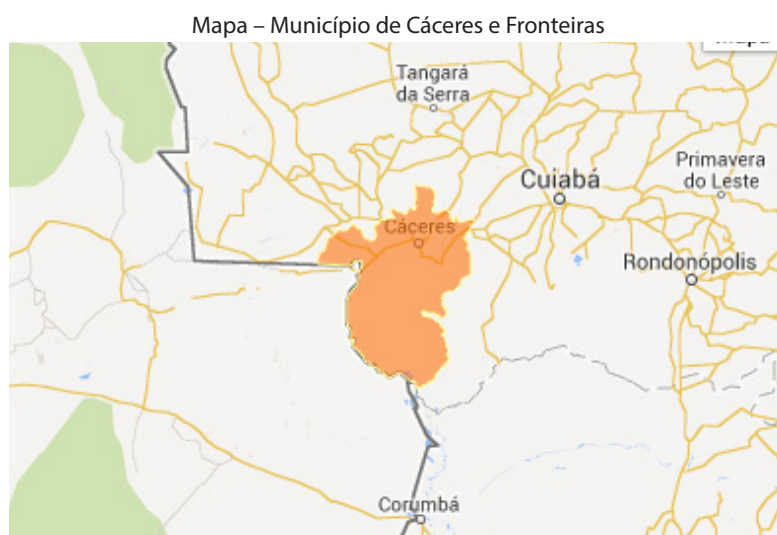 Mapa – Município de Cáceres e Fronteiras
Tangará
da Serra
Primavera
do Leste
Cuiabá
Cáceres
Rondonópolis
Corumbá